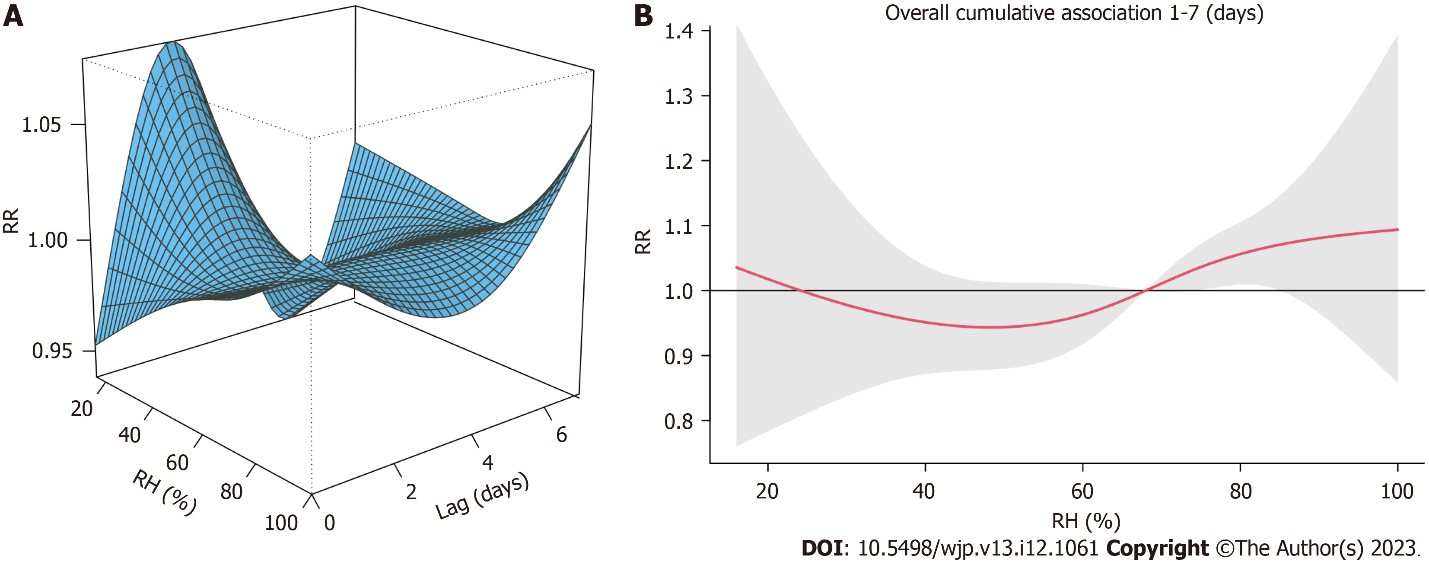 A
RR
1.05
1.00
0.95
20
40
60
80
100
RH (%)
0
2
4
6
Lag (days)
B
Overall cumulative association 1-7 (days)
RR
1.4
1.3
1.2
1.1
1.0
0.9
0.8
20
40
60
80
100
RH (%)
DOI: 10.5498/wjp.v13.i12.1061 Copyright ©The Author(s) 2023.